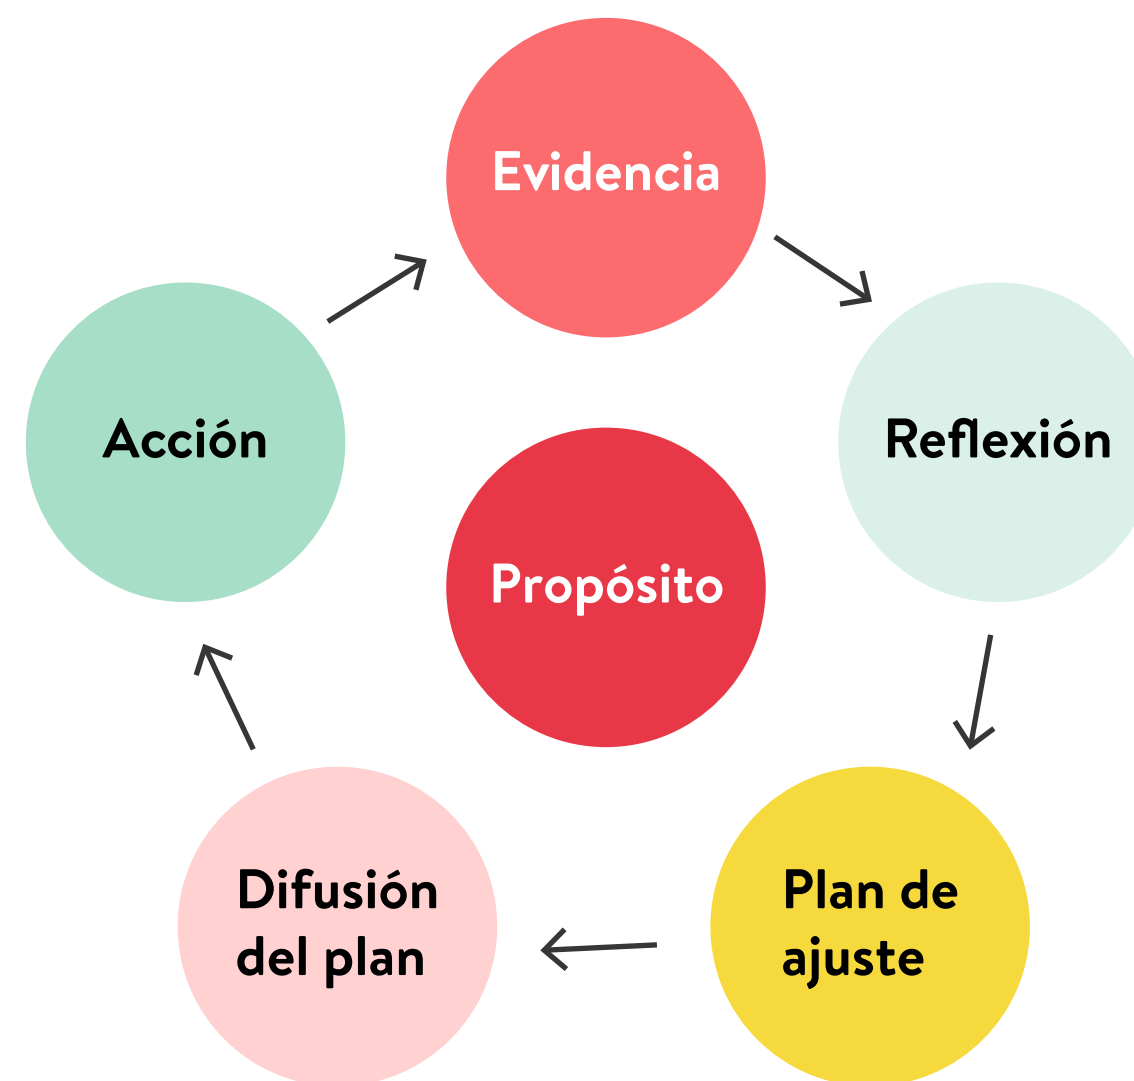 Evidencia
Reflexión
Acción
Propósito
Plan de
ajuste
Difusión
del plan